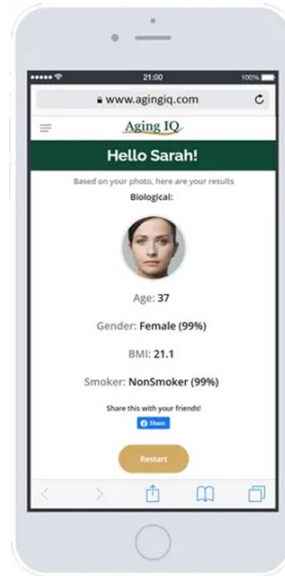 21:00
100%
www.agingiq.com
Aging IQ
Hello Sarah!
Based on your photo, here are your results
Biological:
Age: 37
Gender: Female (99%)
BMI: 21.1
Smoker: NonSmoker (99%)
Share this with your friends!
Share
Restart